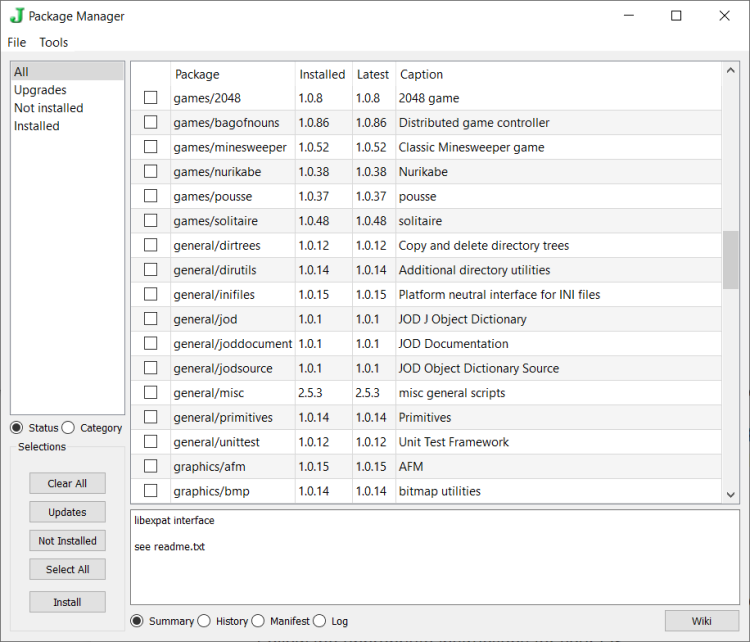 Package Manager
File Tools
All
Upgrades
Not installed
Installed
Package Installed Latest Caption
games/2048 1.0.8 1.0.8 2048 game
games/bagofnouns 1.0.86 1.0.86 Distributed game controller
games/minesweeper 1.0.52 1.0.52 Classic Minesweeper game
games/nurikabe 1.0.38 1.0.38 Nurikabe
games/pousse 1.0.37 1.0.37 pousse
games/solitaire 1.0.48 1.0.48 solitaire
general/dirtrees 1.0.12 1.0.12 Copy and delete directory trees
general/dirutils 1.0.14 1.0.14 Additional directory utilities
general/inifiles 1.0.15 1.0.15 Platform neutral interface for INI files
general/jod 1.0.1 1.0.1 JOD J Object Dictionary
general/joddocument 1.0.1 1.0.1 JOD Documentation
general/jodsource 1.0.1 1.0.1 JOD Object Dictionary Source
general/misc 2.5.3 2.5.3 misc general scripts
general/primitives 1.0.14 1.0.14 Primitives
general/unittest 1.0.12 1.0.12 Unit Test Framework
graphics/afm 1.0.15 1.0.15 AFM
graphics/bmp 1.0.14 1.0.14 bitmap utilities
Status Category
Selections
Clear All
Updates
Not Installed
Select All
Install
libexpat interface
see readme.txt
Summary History Manifest Log
Wiki